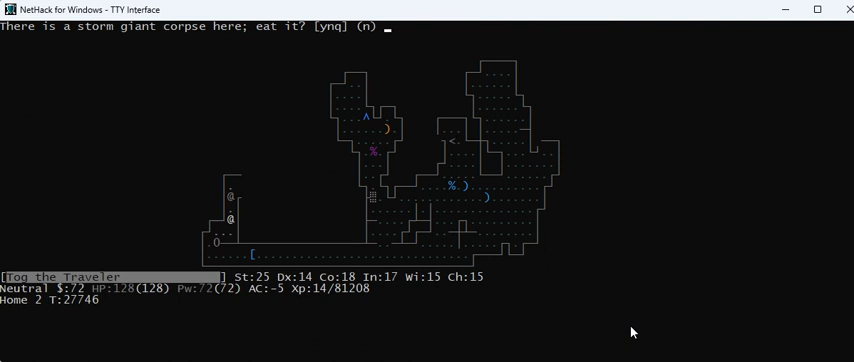 NetHack for Windows - TTY Interface
There is a storm giant corpse here; eat it? [ynq] (n)
[Tog the Traveler ] St:25 Dx:14 Co:18 In:17 Wi:15 Ch:15
Neutral $:72 HP:128(128) Pw:72(72) AC:-5 Xp:14/81208
Home 2 T:27746